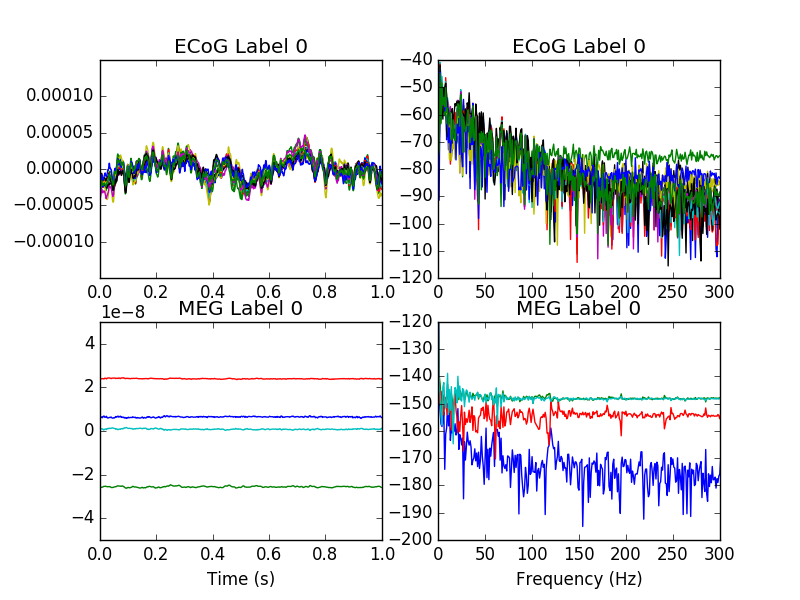 ECoG Label 0
0.00010
0.00005
0.00000
−0.00005
−0.00010
0.0 0.2 0.4 0.6 0.8 1.0
ECoG Label 0
−40
−50
−60
−70
−80
−90
−100
−110
−120
0 50 100 150 200 250 300
1e−8
MEG Label 0
4
2
0
−2
−4
0.0 0.2 0.4 0.6 0.8 1.0
Time (s)
MEG Label 0
−120
−130
−140
−150
−160
−170
−180
−190
−200
0 50 100 150 200 250 300
Frequency (Hz)